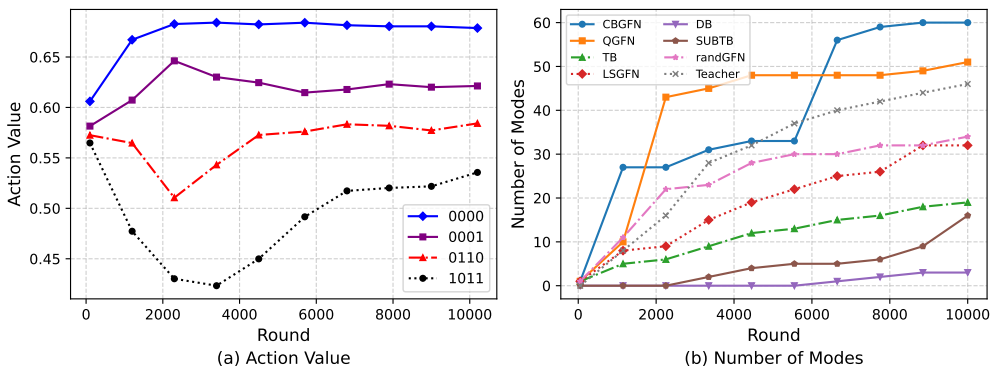 Action Value
0.65
0.60
0.55
0.50
0.45
0000
0001
0110
1011
0
2000
4000
6000
8000
10000
Round
(a) Action Value
Number of Modes
60
50
40
30
20
10
0
CBGFN
QGFN
TB
LSGFN
DB
SUBTB
randGFN
Teacher
0
2000
4000
6000
8000
10000
Round
(b) Number of Modes